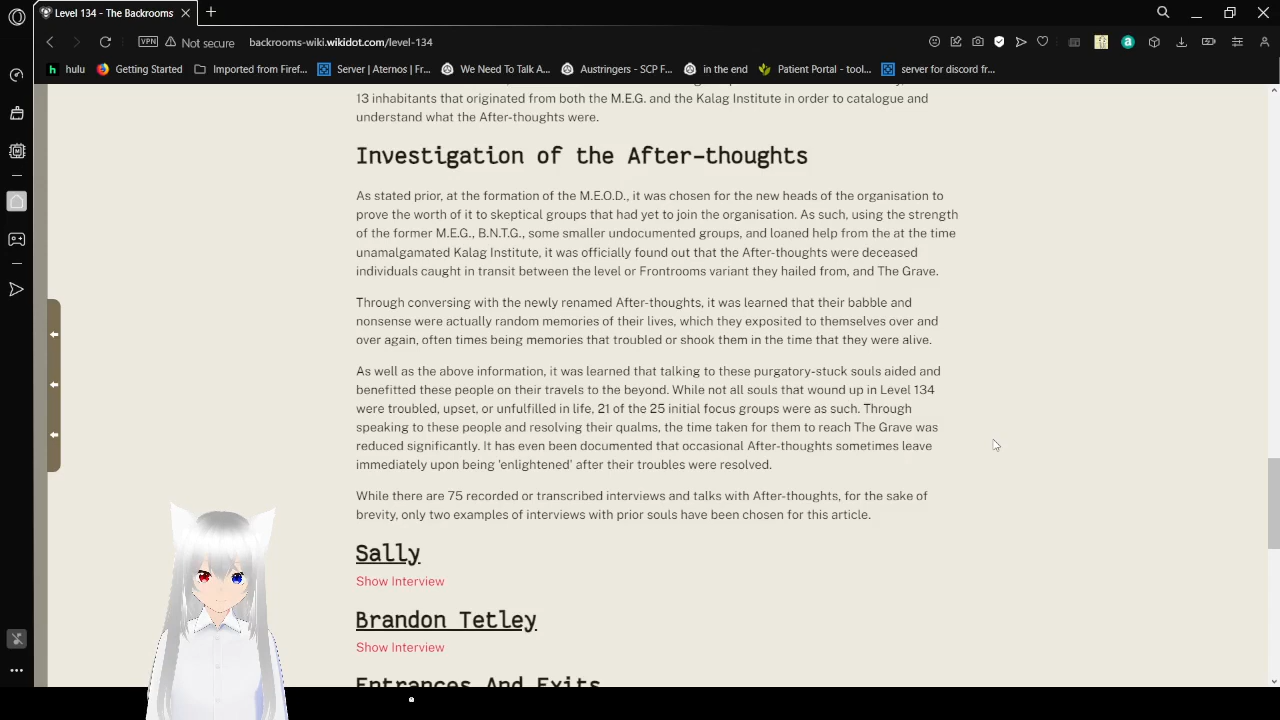 Level 134 - The Backrooms
VPN
Not secure
backrooms-wiki.wikidot.com/level-134
hulu
Getting Started
Imported from Firef...
Server | Aternos | Fr...
We Need To Talk A...
Austringers - SCP F...
in the end
Patient Portal - tool...
server for discord fr...
13 inhabitants that originated from both the M.E.G. and the Kalag Institute in order to catalogue and
understand what the After-thoughts were.
Investigation of the After-thoughts
As stated prior, at the formation of the M.E.O.D., it was chosen for the new heads of the organisation to
prove the worth of it to skeptical groups that had yet to join the organisation. As such, using the strength
of the former M.E.G., B.N.T.G., some smaller undocumented groups, and loaned help from the at the time
unamalgamated Kalag Institute, it was officially found out that the After-thoughts were deceased
individuals caught in transit between the level or Frontrooms variant they hailed from, and The Grave.
Through conversing with the newly renamed After-thoughts, it was learned that their babble and
nonsense were actually random memories of their lives, which they exposited to themselves over and
over again, often times being memories that troubled or shook them in the time that they were alive.
As well as the above information, it was learned that talking to these purgatory-stuck souls aided and
benefitted these people on their travels to the beyond. While not all souls that wound up in Level 134
were troubled, upset, or unfulfilled in life, 21 of the 25 initial focus groups were as such. Through
speaking to these people and resolving their qualms, the time taken for them to reach The Grave was
reduced significantly. It has even been documented that occasional After-thoughts sometimes leave
immediately upon being 'enlightened' after their troubles were resolved.
While there are 75 recorded or transcribed interviews and talks with After-thoughts, for the sake of
brevity, only two examples of interviews with prior souls have been chosen for this article.
Sally
Show Interview
Brandon Tetley
Show Interview
Entrances And Exits